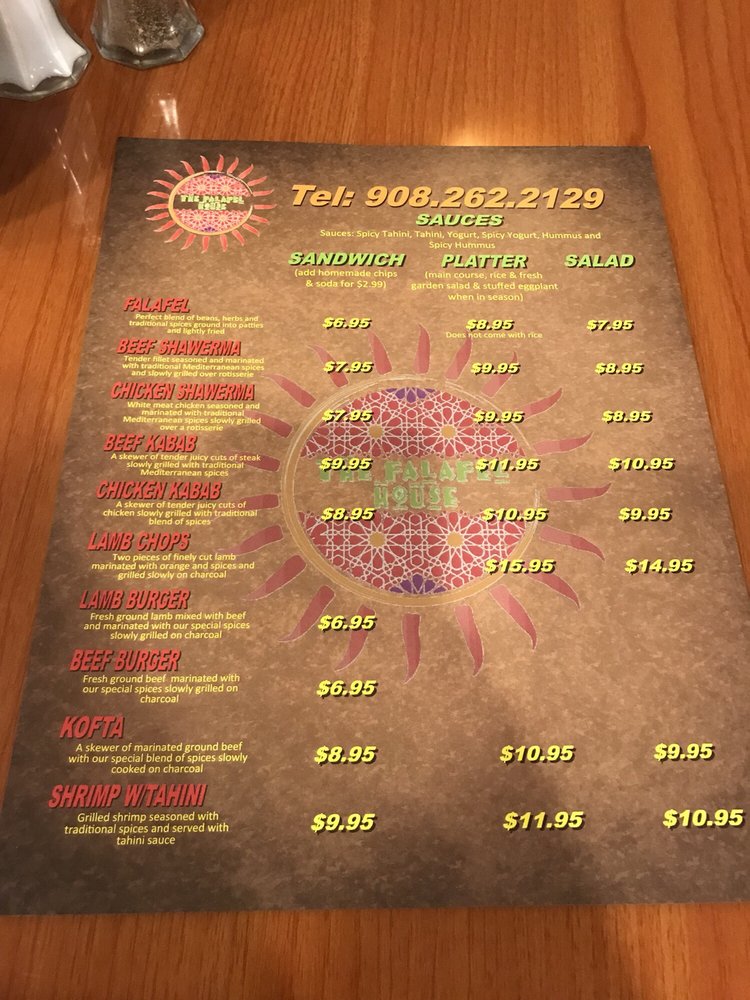 THE FALAFEL
HOUSE
Tel: 908.262.2129
SAUCES
Sauces: Spicy Tahini, Tahini, Yogurt, Spicy Yogurt, Hummus and
Spicy Hummus
SANDWICH PLATTER SALAD
(add homemade chips
& soda for $2.99)
(main course, rice & fresh
garden salad & stuffed eggplant
when in season)
FALAFEL
Perfect blend of beans, herbs and
traditional spices ground into patties
and lightly fried
$6.95 $8.95 $7.95
Does not come with rice
BEEF SHAWERMA
Tender fillet seasoned and marinated
with traditional Mediterranean spices
and slowly grilled over rotisserie
$7.95 $9.95 $8.95
CHICKEN SHAWERMA
White meat chicken seasoned and
marinated with traditional
Mediterranean spices slowly grilled
over a rotisserie
$7.95 $9.95 $8.95
BEEF KABAB
A skewer of tender juicy cuts of steak
slowly grilled with traditional
Mediterranean spices
$9.95 $11.95 $10.95
THE FALAFEL
HOUSE
CHICKEN KABAB
A skewer of tender juicy cuts of
chicken slowly grilled with traditional
blend of spices
$8.95 $10.95 $9.95
LAMB CHOPS
Two pieces of finely cut lamb
marinated with orange and spices and
grilled slowly on charcoal
$15.95 $14.95
LAMB BURGER
Fresh ground lamb mixed with beef
and marinated with our special spices
slowly grilled on charcoal
$6.95
BEEF BURGER
Fresh ground beef marinated with
our special spices slowly grilled on
charcoal
$6.95
KOFTA
A skewer of marinated ground beef
with our special blend of spices slowly
cooked on charcoal
$8.95 $10.95 $9.95
SHRIMP W/TAHINI
Grilled shrimp seasoned with
traditional spices and served with
tahini sauce
$9.95 $11.95 $10.95